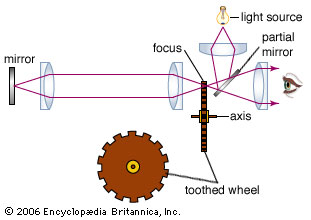 light source
partial
mirror
focus
mirror
axis
toothed wheel
© 2006 Encyclopædia Britannica, Inc.